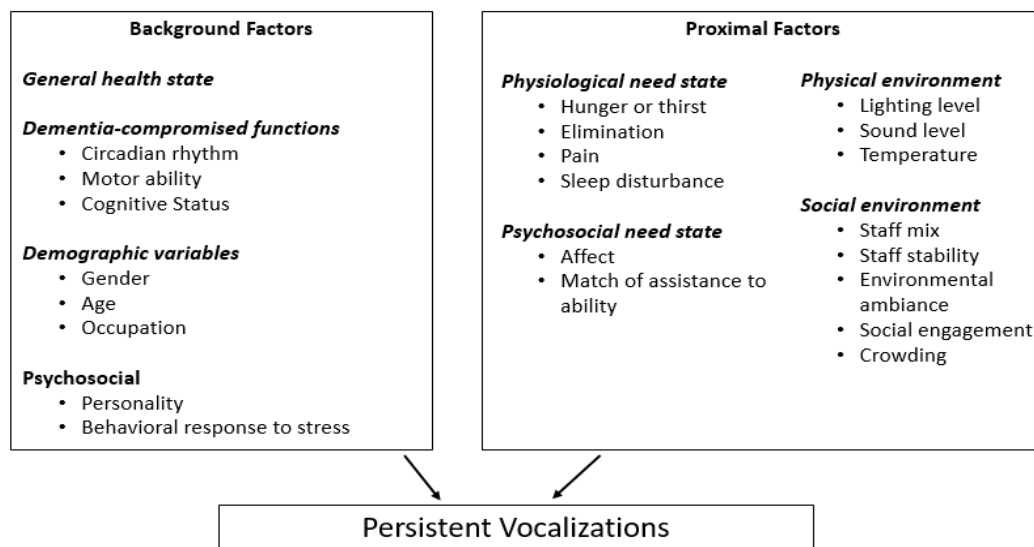 Background Factors
General health state
Dementia-compromised functions
• Circadian rhythm
• Motor ability
• Cognitive Status
Demographic variables
• Gender
• Age
• Occupation
Psychosocial
• Personality
• Behavioral response to stress
Proximal Factors
Physiological need state
• Hunger or thirst
• Elimination
• Pain
• Sleep disturbance
Psychosocial need state
• Affect
• Match of assistance to
ability
Physical environment
• Lighting level
• Sound level
• Temperature
Social environment
• Staff mix
• Staff stability
• Environmental
ambiance
• Social engagement
• Crowding
Persistent Vocalizations